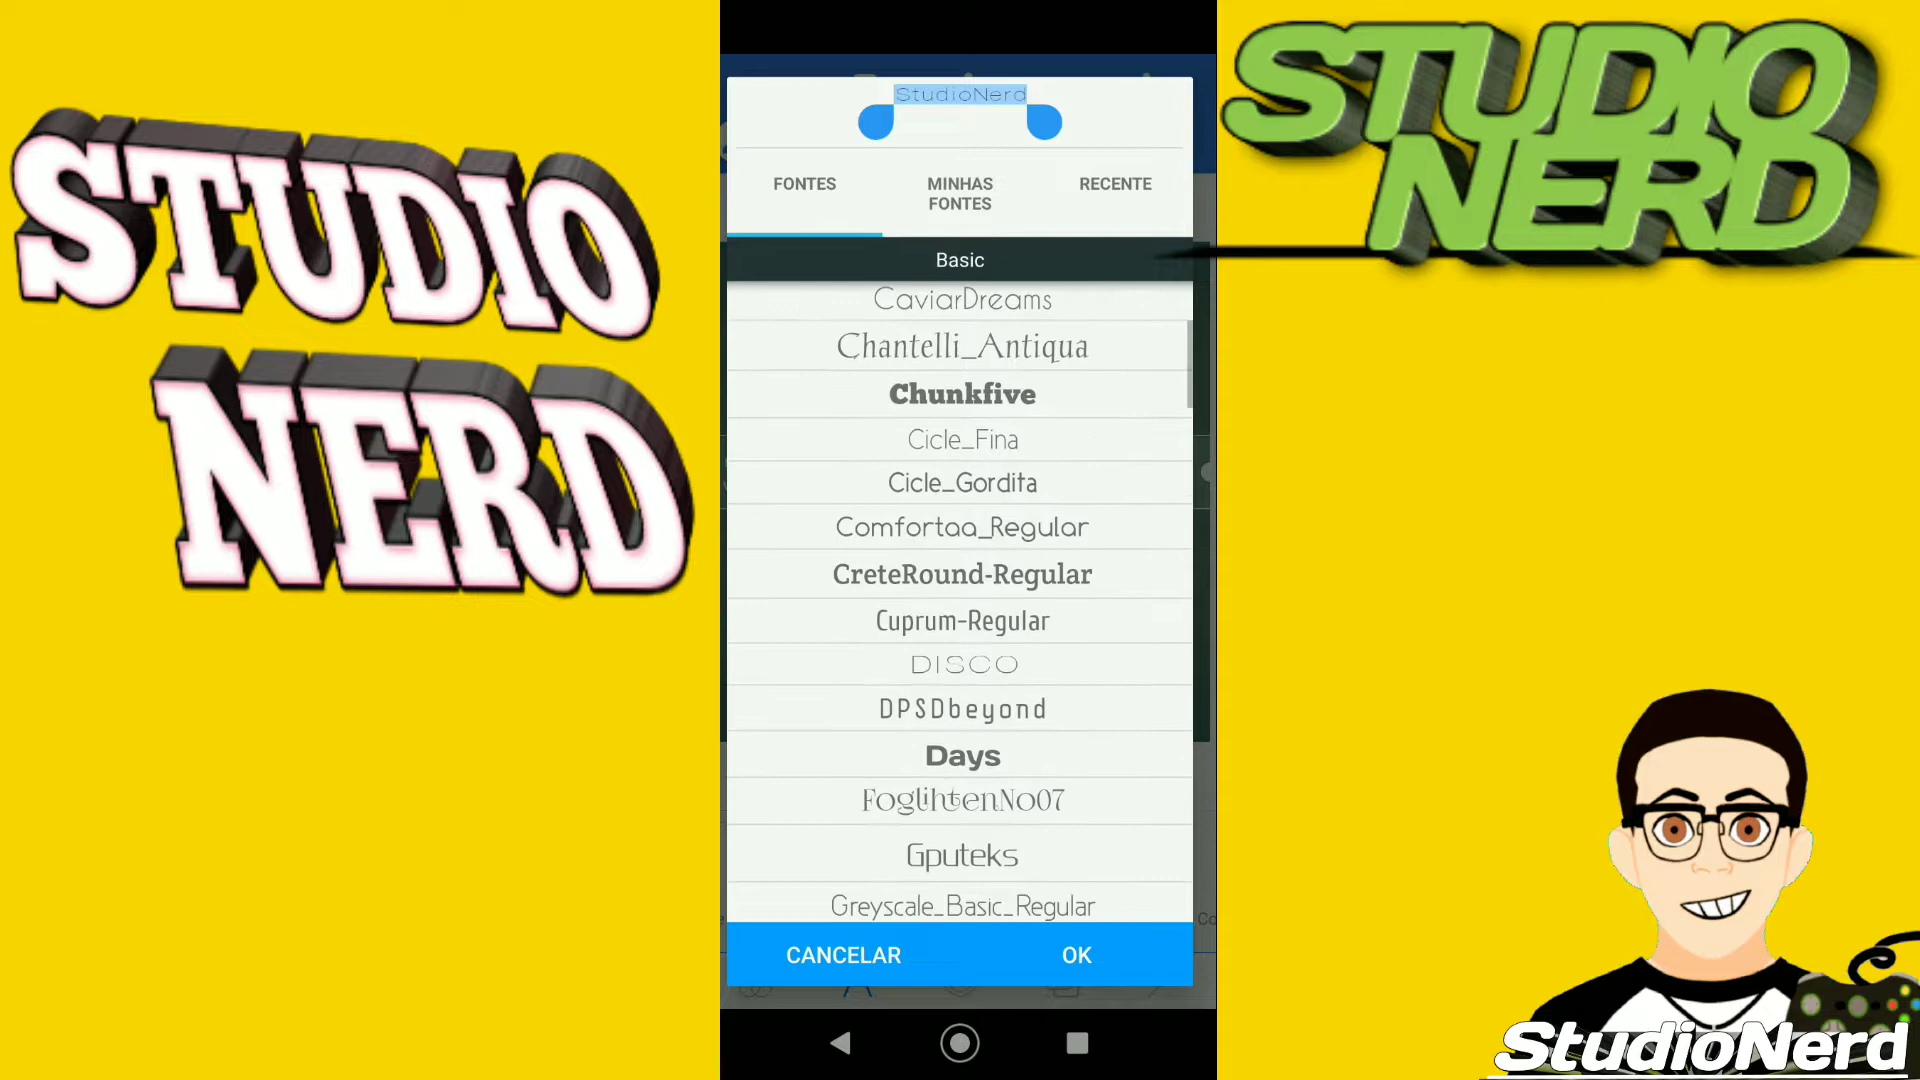 STUDIO
NERD
StudioNerd
FONTES
MINHAS
FONTES
RECENTE
Basic
CaviarDreams
Chantelli_Antiqua
Chunkfive
Cicle_Fina
Cicle_Gordita
Comfortaa_Regular
CreteRound-Regular
Cuprum-Regular
DISCO
DPSDbeyond
Days
FoglihtenNo07
Gputeks
Greyscale_Basic_Regular
CANCELAR
OK
STUDIO
NERD
StudioNerd